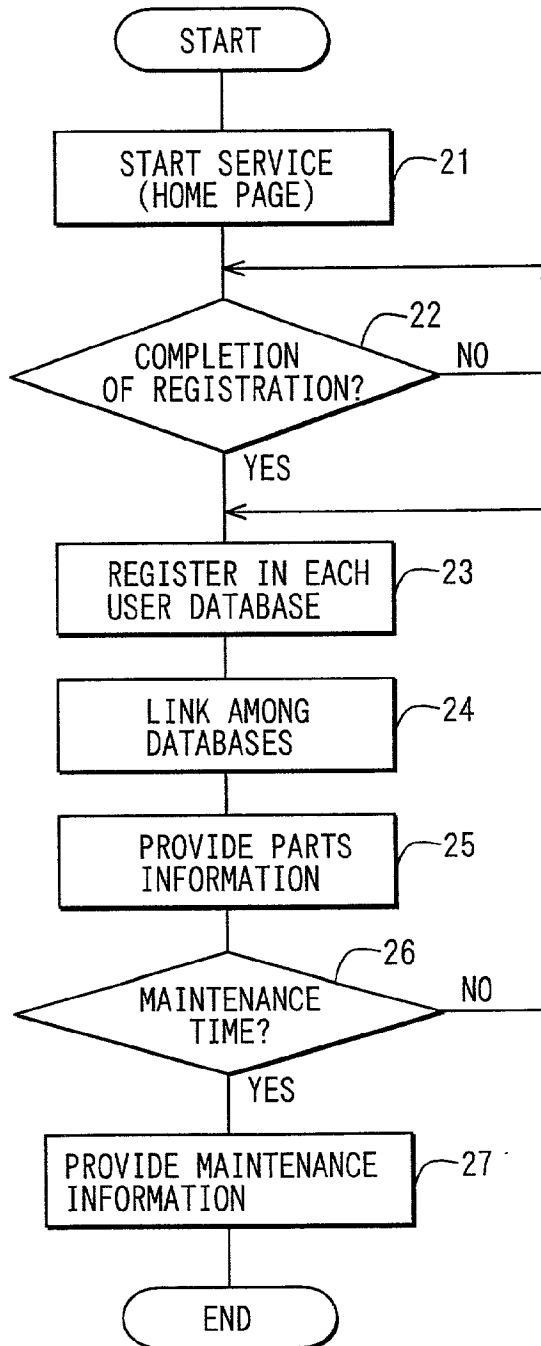 START
START SERVICE
(HOME PAGE)
21
22
COMPLETION
OF REGISTRATION?
NO
YES
REGISTER IN EACH
USER DATABASE
23
LINK AMONG
DATABASES
24
PROVIDE PARTS
INFORMATION
25
26
MAINTENANCE
TIME?
NO
YES
PROVIDE MAINTENANCE
INFORMATION
27
END